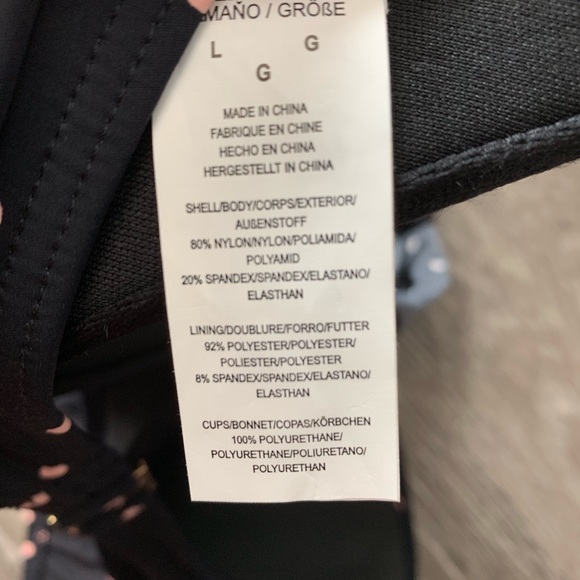 MAÑO / GRÖßE
L G
G
MADE IN CHINA
FABRIQUE EN CHINE
HECHO EN CHINA
HERGESTELLT IN CHINA
SHELL/BODY/CORPS/EXTERIOR/
AUßENSTOFF
80% NYLON/NYLON/POLIAMIDA/
POLYAMID
20% SPANDEX/SPANDEX/ELASTANO/
ELASTHAN
LINING/DOUBLURE/FORRO/FUTTER
92% POLYESTER/POLYESTER/
POLIESTER/POLYESTER
8% SPANDEX/SPANDEX/ELASTANO/
ELASTHAN
CUPS/BONNET/COPAS/KÖRBCHEN
100% POLYURETHANE/
POLYURETHANE/POLIURETANO/
POLYURETHAN